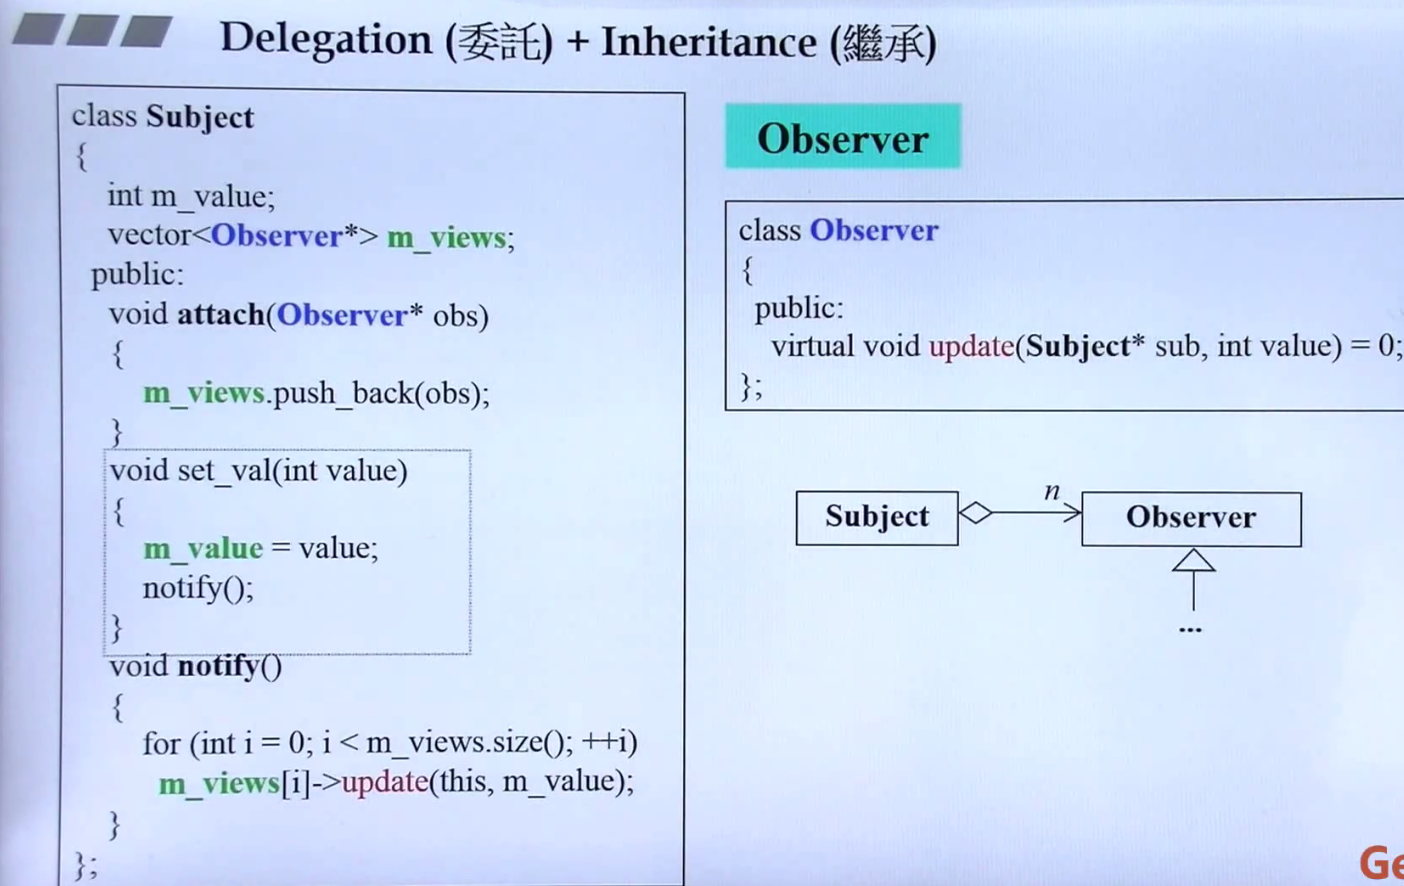 Delegation (委託) + Inheritance (繼承)
class Subject
{
int m_value;
vector<Observer*> m_views;
public:
void attach(Observer* obs)
{
m_views.push_back(obs);
}
void set_val(int value)
{
m_value = value;
notify();
}
void notify()
{
for (int i = 0; i < m_views.size(); ++i)
m_views[i]->update(this, m_value);
}
};
Observer
class Observer
{
public:
virtual void update(Subject* sub, int value) = 0;
};
Subject
n
Observer
...
Ge